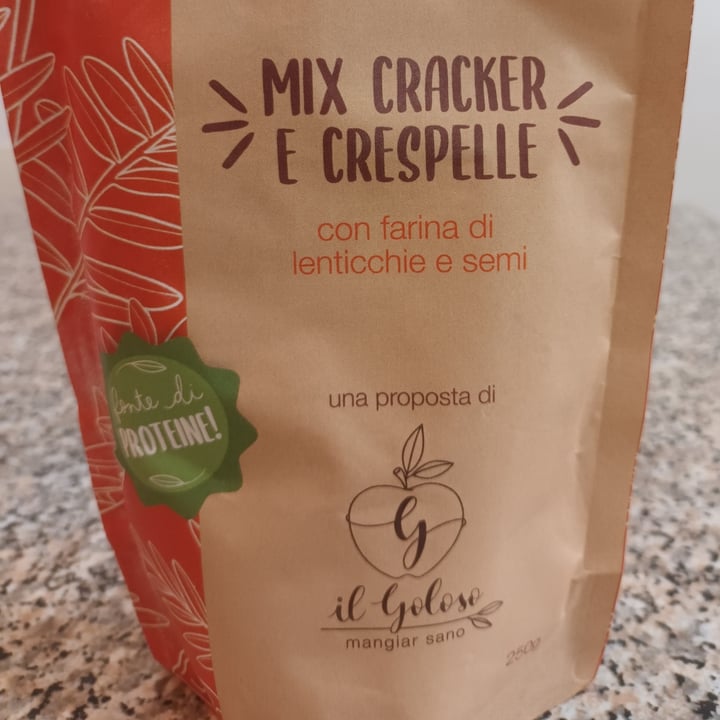 MIX CRACKER
E CRESPELLE
con farina di
lenticchie e semi
fonte di
PROTEINE!
una proposta di
G
il Goloso
mangiar sano
250g